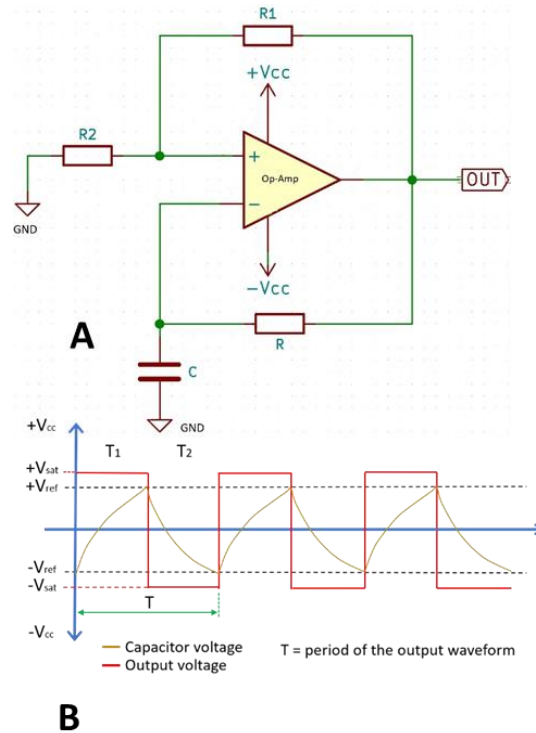 R1
+Vcc
R2
+
Op-Amp
OUT
−
GND
−Vcc
A
R
C
GND
+Vcc
T1 T2
+Vsat
+Vref
−Vref
−Vsat
T
−Vcc
Capacitor voltage
Output voltage
T = period of the output waveform
B